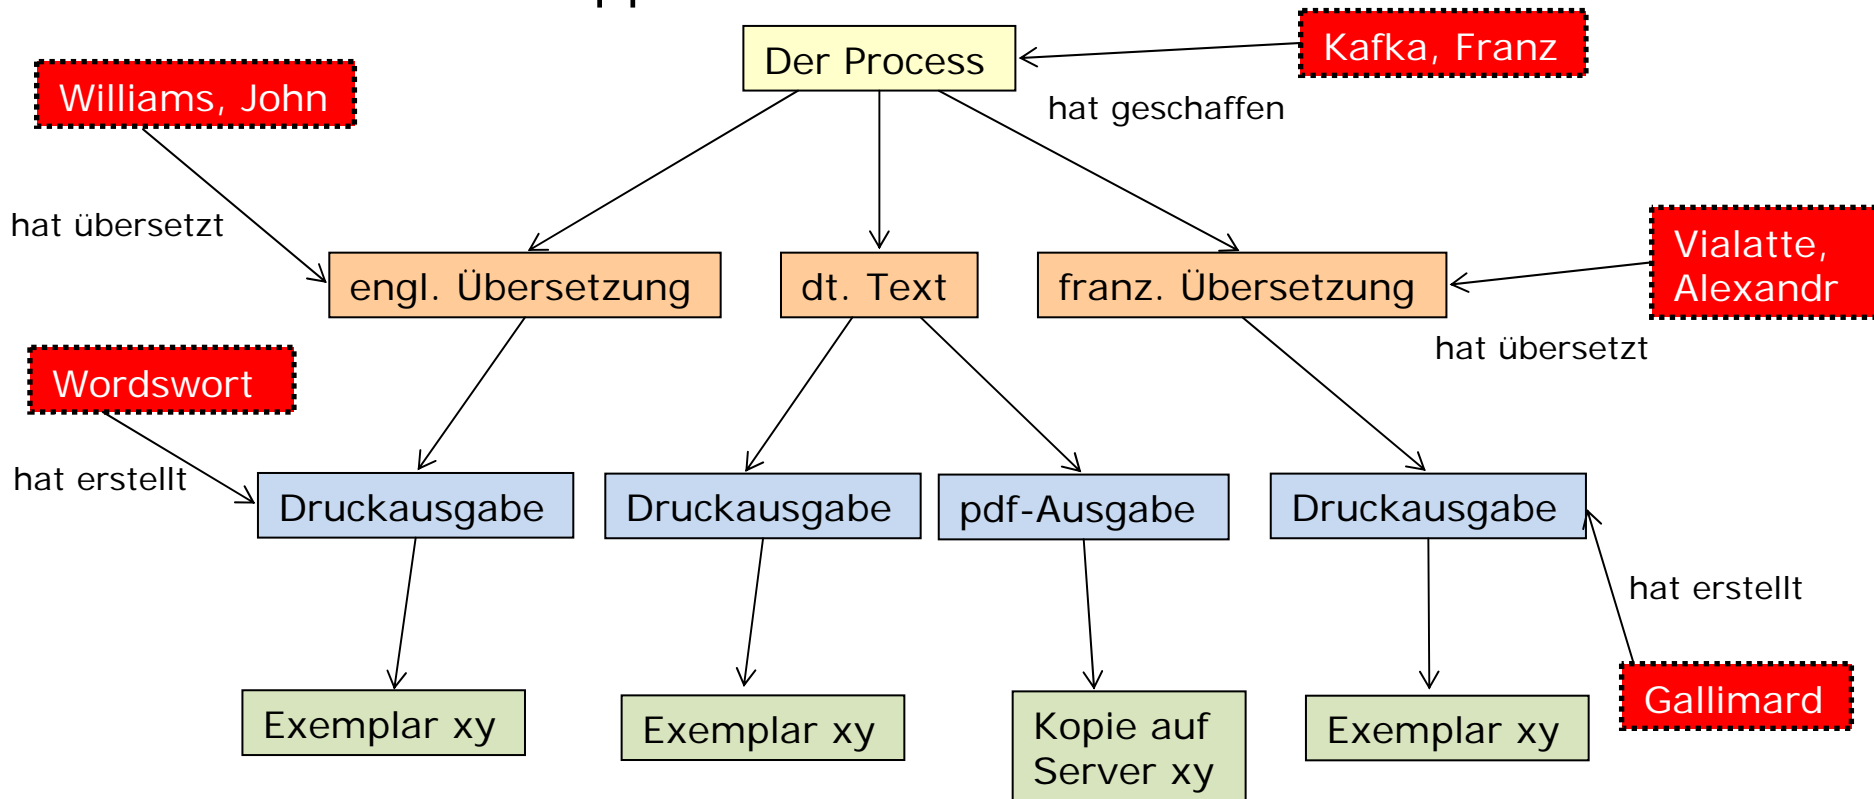 Der Process
Kafka, Franz
Williams, John
hat geschaffen
hat übersetzt
engl. Übersetzung
dt. Text
franz. Übersetzung
Vialatte,
Alexandr
hat übersetzt
Wordswort
hat erstellt
Druckausgabe
Druckausgabe
pdf-Ausgabe
Druckausgabe
hat erstellt
Exemplar xy
Exemplar xy
Kopie auf
Server xy
Exemplar xy
Gallimard